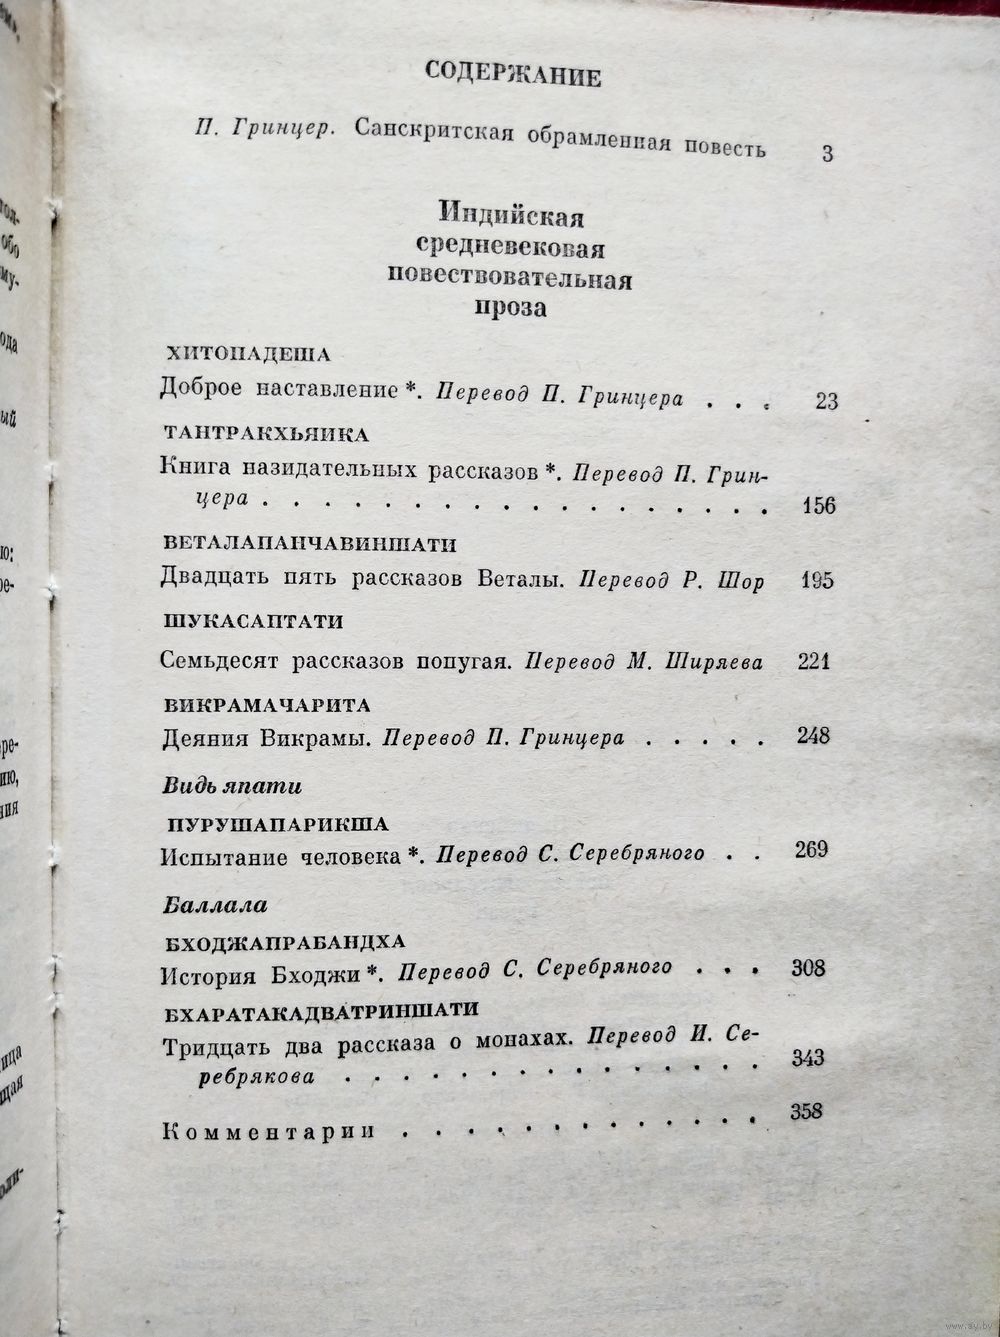 СОДЕРЖАНИЕ
П. Гринцер. Санскритская обрамленная повесть 3
Индийская
средневековая
повествовательная
проза
ХИТОПАДЕША
Доброе наставление *. Перевод П. Гринцера . . . 23
ТАНТРАКХЬЯИКА
Книга назидательных рассказов *. Перевод П. Грин-
цера . . . . . . . . . . . . . . . . . 156
ВЕТАЛАПАНЧАВИНШАТИ
Двадцать пять рассказов Веталы. Перевод Р. Шор 195
ШУКАСАПТАТИ
Семьдесят рассказов попугая. Перевод М. Ширяева 221
ВИКРАМАЧАРИТА
Деяния Викрамы. Перевод П. Гринцера . . . . . 248
Видьяпати
ПУРУШАПАРИКША
Испытание человека *. Перевод С. Серебряного . . 269
Баллала
БХОДЖАПРАБАНДХА
История Бходжи *. Перевод С. Серебряного . . . 308
БХАРАТАКАДВАТРИНШАТИ
Тридцать два рассказа о монахах. Перевод И. Се-
ребрякова . . . . . . . . . . . . . . . 343
Комментарии . . . . . . . . . . . . 358
www.ay.by